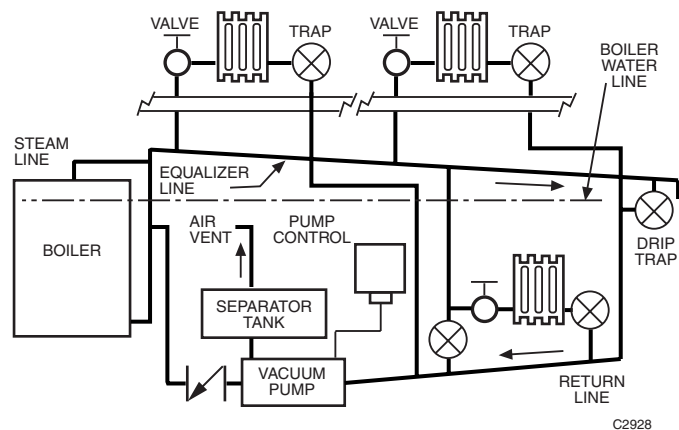 VALVE
TRAP
VALVE
TRAP
BOILER
WATER
LINE
STEAM
LINE
EQUALIZER
LINE
BOILER
AIR
VENT
PUMP
CONTROL
DRIP
TRAP
SEPARATOR
TANK
VACUUM
PUMP
RETURN
LINE
C2928